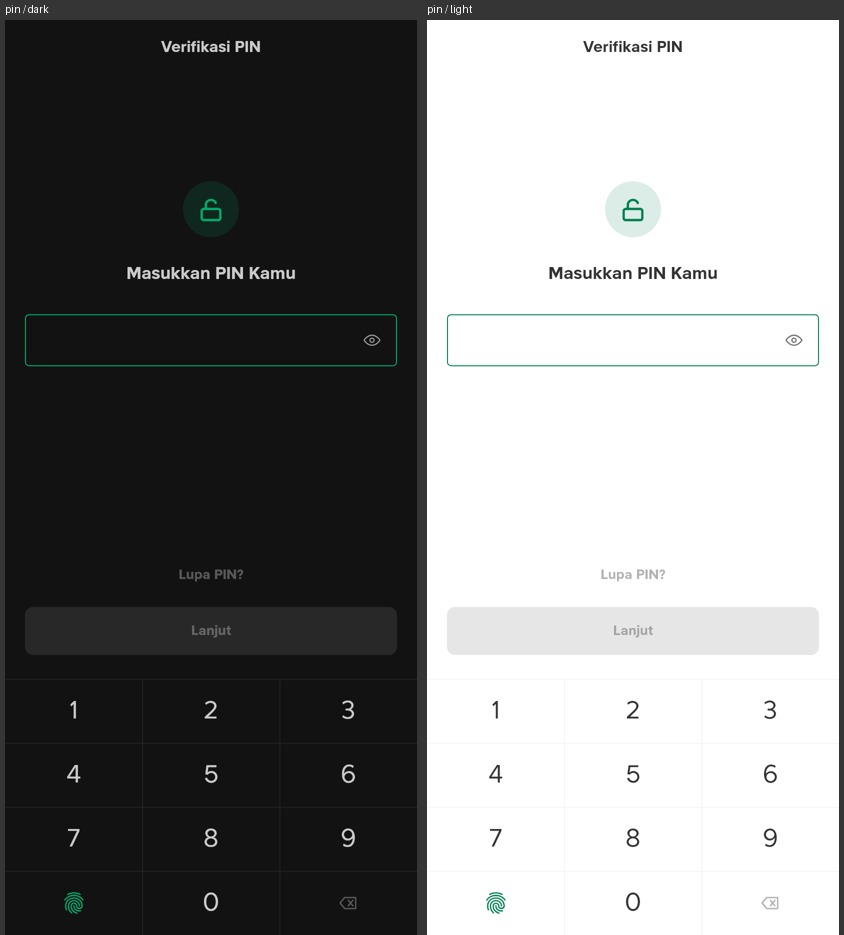 pin / dark
Verifikasi PIN
Masukkan PIN Kamu
Lupa PIN?
Lanjut
1 2 3
4 5 6
7 8 9
0
pin / light
Verifikasi PIN
Masukkan PIN Kamu
Lupa PIN?
Lanjut
1 2 3
4 5 6
7 8 9
0